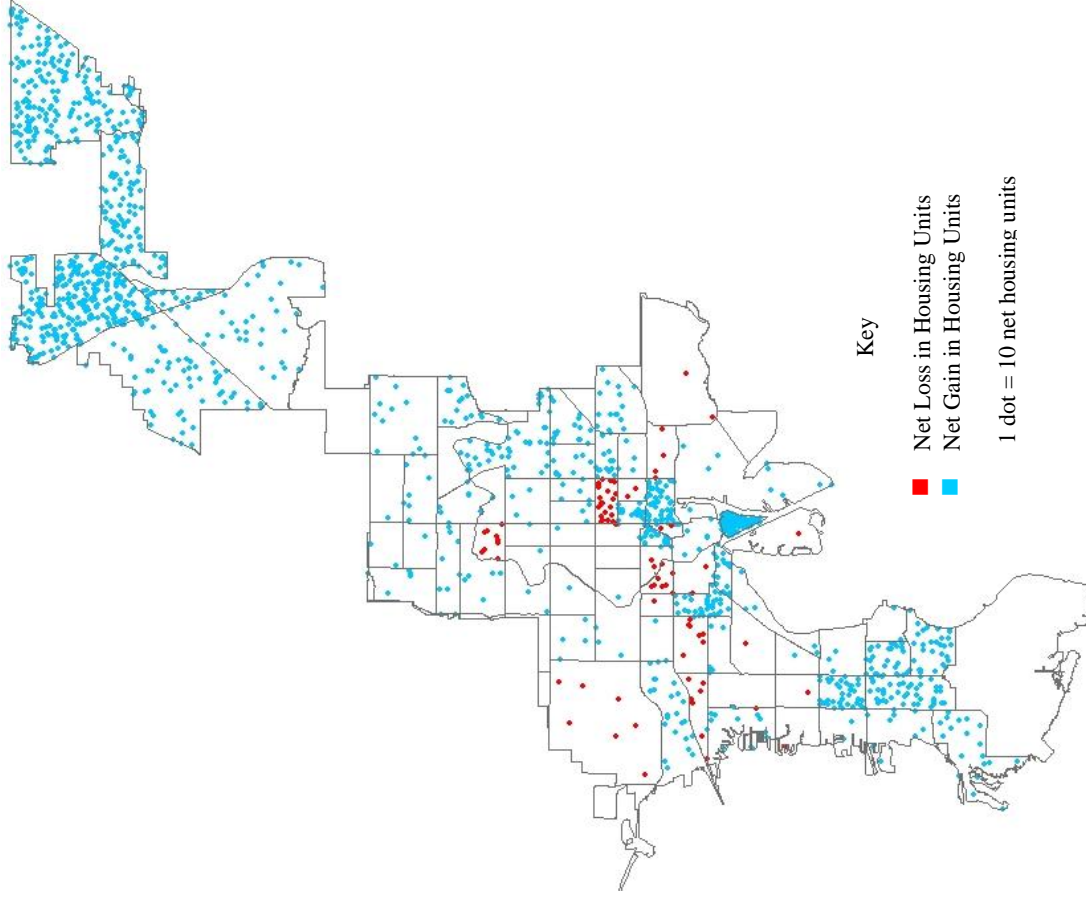 Key
Net Loss in Housing Units
Net Gain in Housing Units
1 dot = 10 net housing units